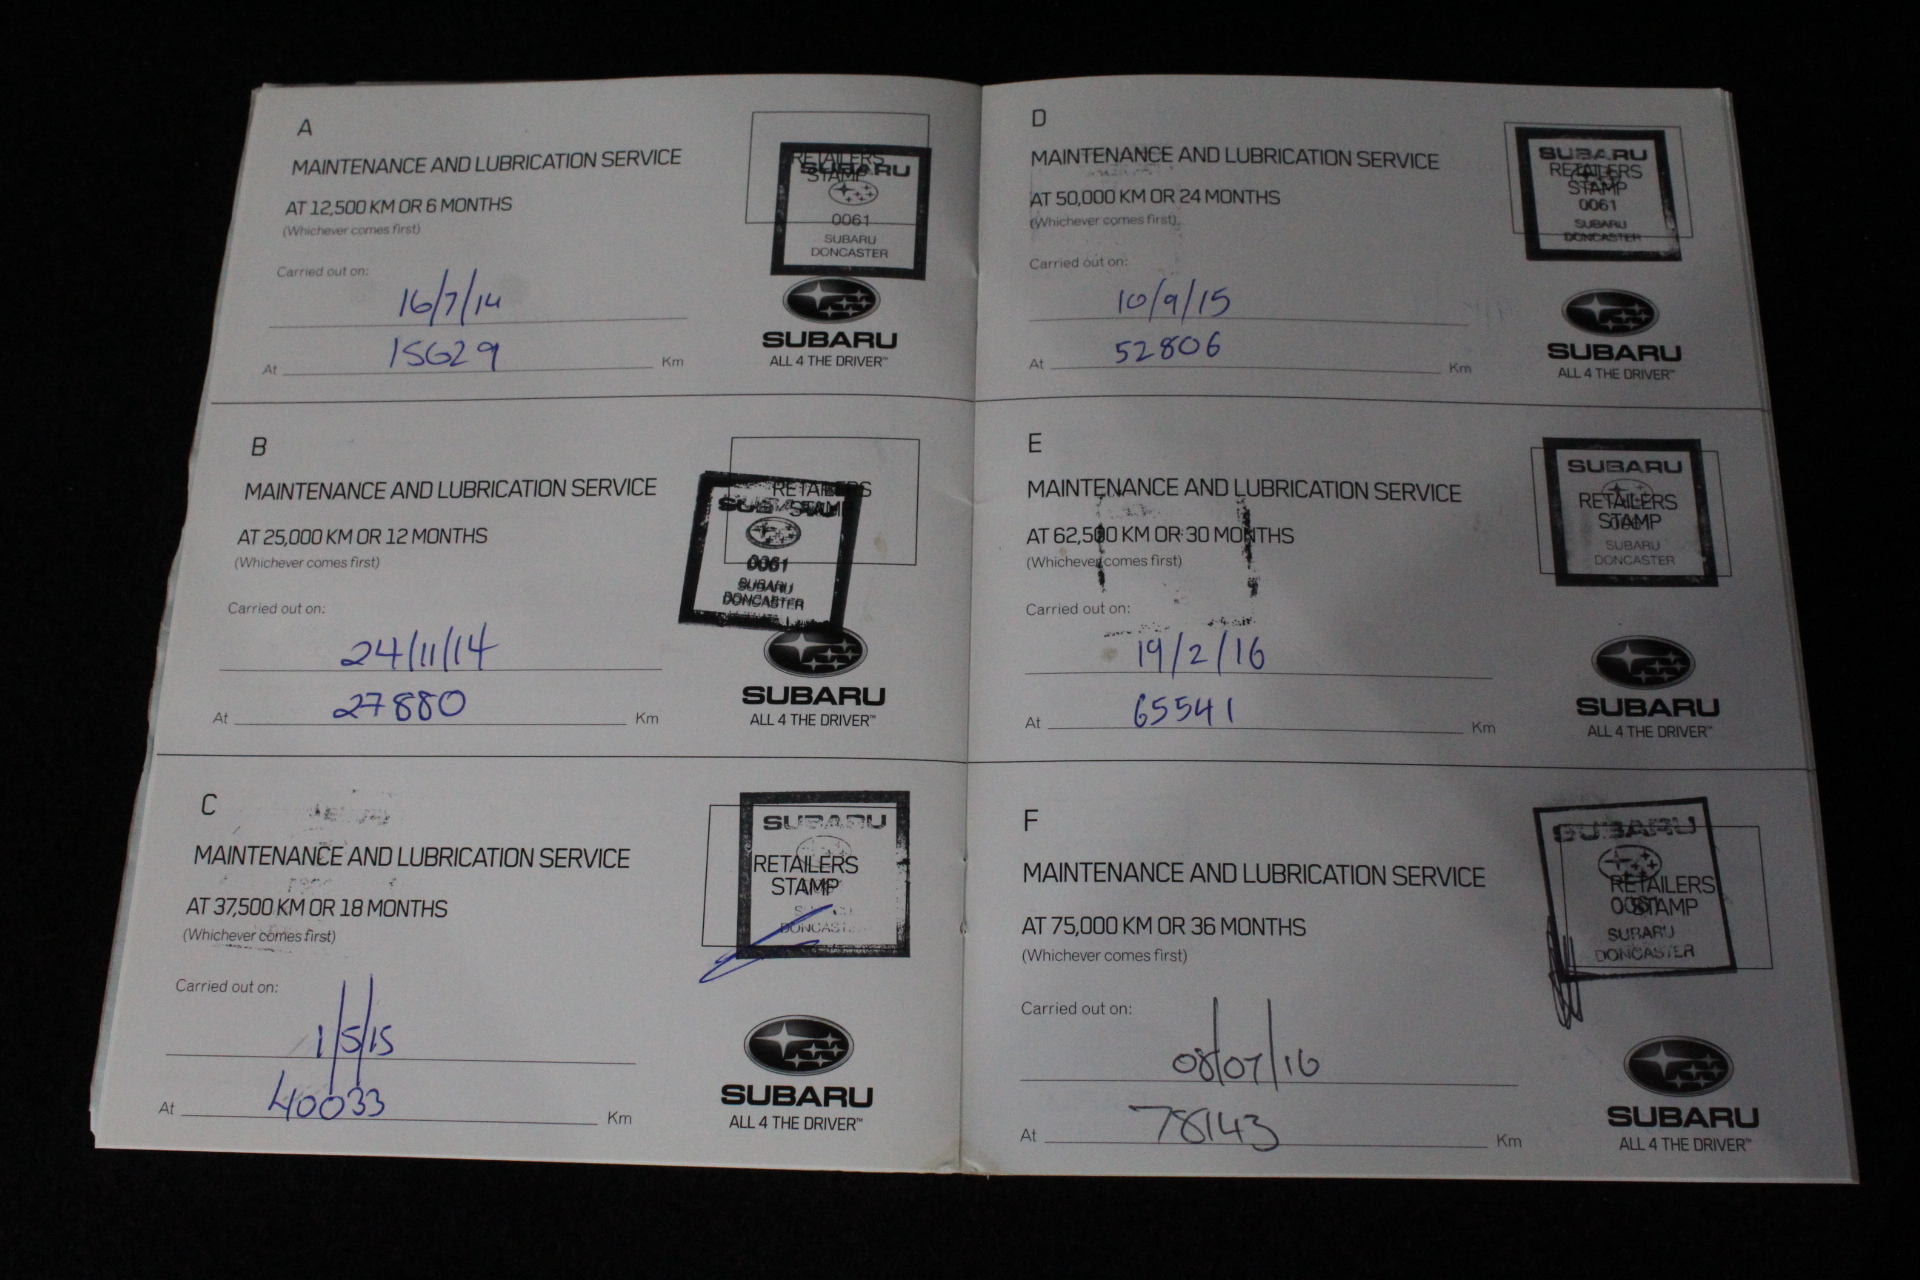 A
MAINTENANCE AND LUBRICATION SERVICE
AT 12,500 KM OR 6 MONTHS
(Whichever comes first)
Carried out on:
16/7/14
At 15629 Km
RETAILERS
STAMP
SUBARU
0061
SUBARU
DONCASTER
SUBARU
ALL 4 THE DRIVER™
B
MAINTENANCE AND LUBRICATION SERVICE
AT 25,000 KM OR 12 MONTHS
(Whichever comes first)
Carried out on:
24/11/14
At 27880 Km
RETAILERS
STAMP
SUBARU
0061
SUBARU
DONCASTER
SUBARU
ALL 4 THE DRIVER™
C
MAINTENANCE AND LUBRICATION SERVICE
AT 37,500 KM OR 18 MONTHS
(Whichever comes first)
Carried out on:
1/5/15
At 40033 Km
SUBARU
RETAILERS
STAMP
DONCASTER
SUBARU
ALL 4 THE DRIVER™
D
MAINTENANCE AND LUBRICATION SERVICE
AT 50,000 KM OR 24 MONTHS
(Whichever comes first)
Carried out on:
10/9/15
At 52806 Km
SUBARU
RETAILERS
STAMP
0061
SUBARU
DONCASTER
SUBARU
ALL 4 THE DRIVER™
E
MAINTENANCE AND LUBRICATION SERVICE
AT 62,500 KM OR 30 MONTHS
(Whichever comes first)
Carried out on:
19/2/16
At 65541 Km
SUBARU
RETAILERS
STAMP
SUBARU
DONCASTER
SUBARU
ALL 4 THE DRIVER™
F
MAINTENANCE AND LUBRICATION SERVICE
AT 75,000 KM OR 36 MONTHS
(Whichever comes first)
Carried out on:
08/07/16
At 78143 Km
SUBARU
RETAILERS
STAMP
SUBARU
DONCASTER
SUBARU
ALL 4 THE DRIVER™